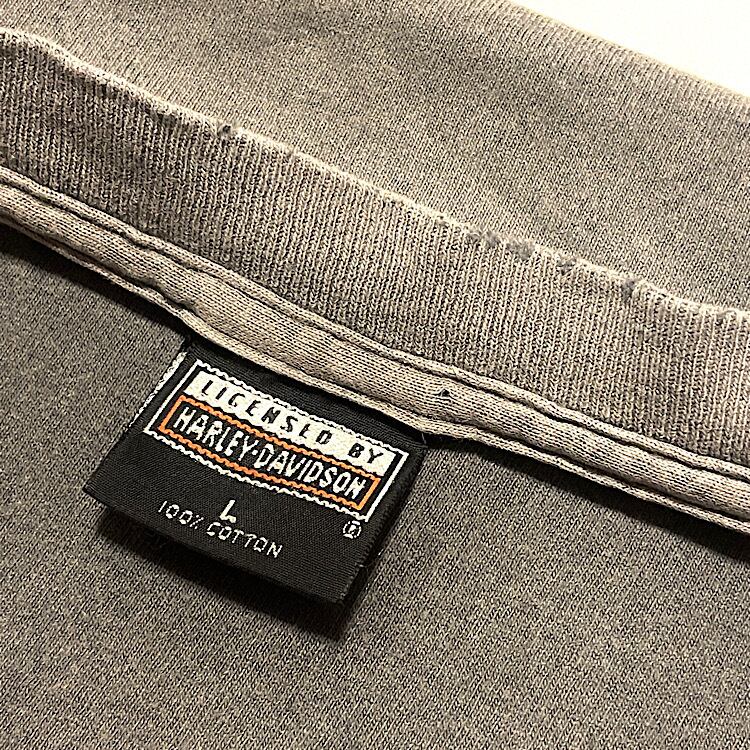 LICENSED BY
HARLEY-DAVIDSON
®
L
100% COTTON